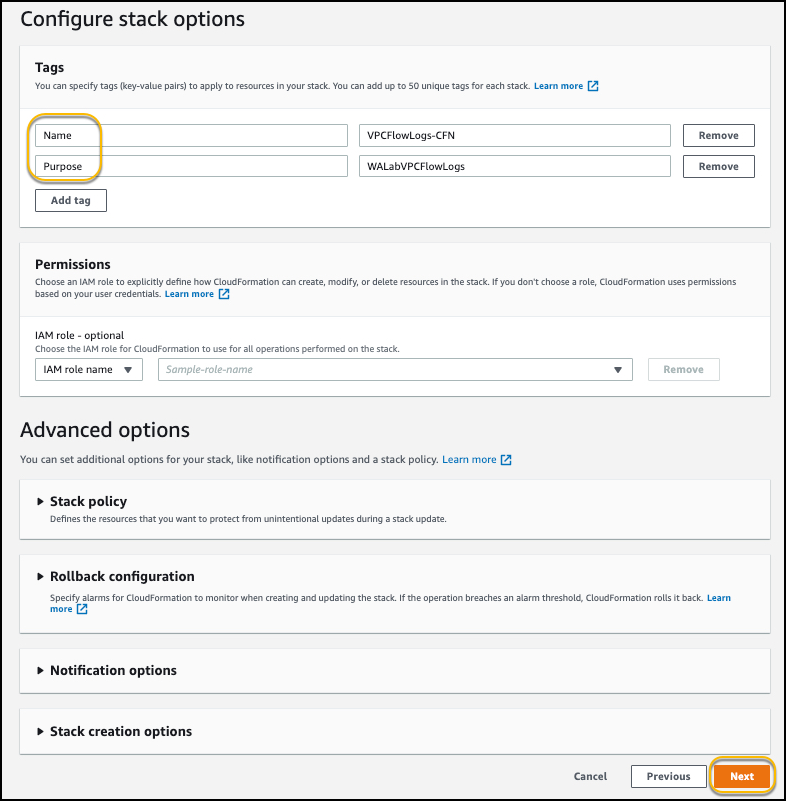 Configure stack options
Tags
You can specify tags (key-value pairs) to apply to resources in your stack. You can add up to 50 unique tags for each stack. Learn more
Name VPCFlowLogs-CFN Remove
Purpose WALabVPCFlowLogs Remove
Add tag
Permissions
Choose an IAM role to explicitly define how CloudFormation can create, modify, or delete resources in the stack. If you don't choose a role, CloudFormation uses permissions
based on your user credentials. Learn more
IAM role - optional
Choose the IAM role for CloudFormation to use for all operations performed on the stack.
IAM role name Sample-role-name Remove
Advanced options
You can set additional options for your stack, like notification options and a stack policy. Learn more
Stack policy
Defines the resources that you want to protect from unintentional updates during a stack update.
Rollback configuration
Specify alarms for CloudFormation to monitor when creating and updating the stack. If the operation breaches an alarm threshold, CloudFormation rolls it back. Learn
more
Notification options
Stack creation options
Cancel Previous Next